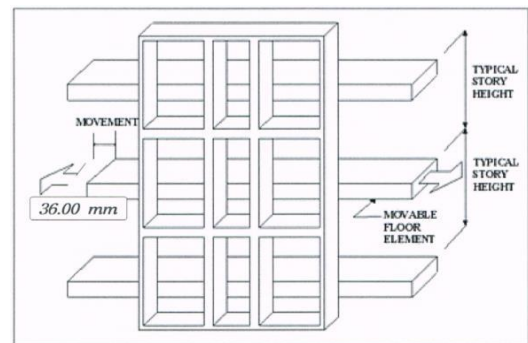 TYPICAL
STORY
HEIGHT
MOVEMENT
TYPICAL
STORY
HEIGHT
36.00 mm
MOVABLE
FLOOR
ELEMENT